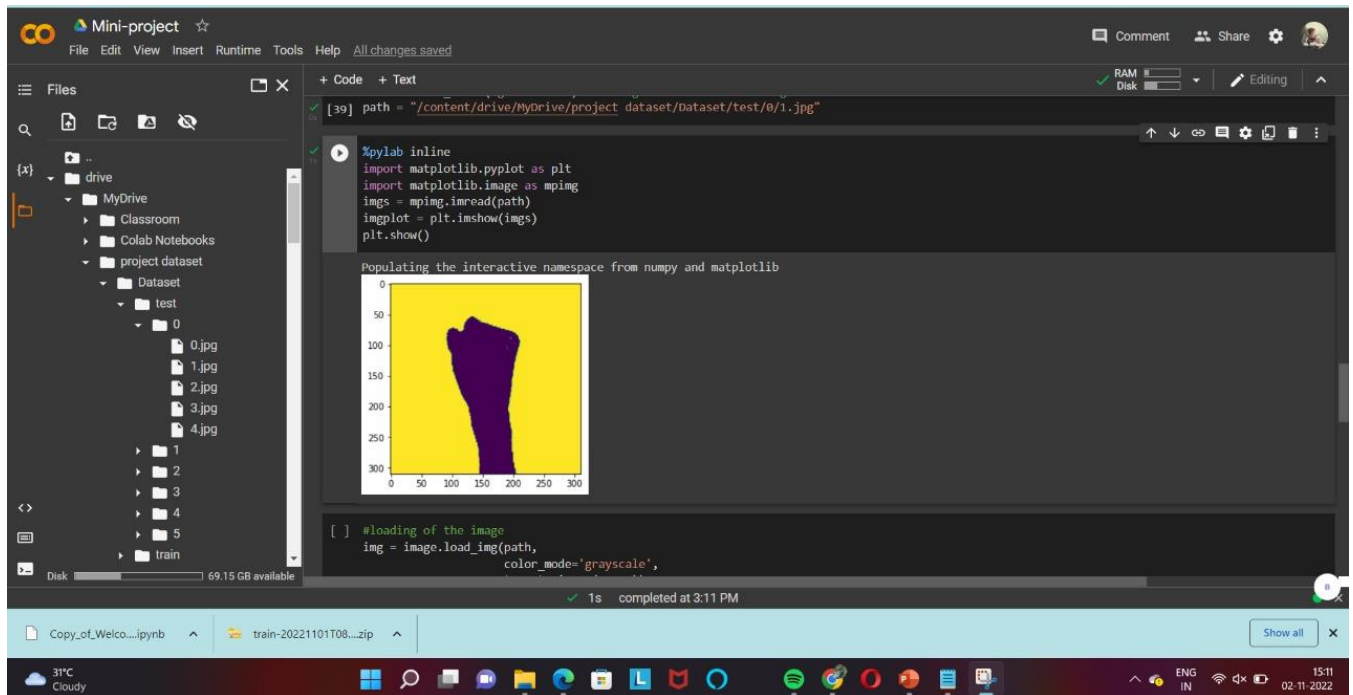 Mini-project
File Edit View Insert Runtime Tools Help All changes saved
Comment Share
Files
+ Code + Text
RAM
Disk
Editing
[39] path = "/content/drive/MyDrive/project dataset/Dataset/test/0/1.jpg"
{x}
..
drive
MyDrive
Classroom
Colab Notebooks
project dataset
Dataset
test
0
0.jpg
1.jpg
2.jpg
3.jpg
4.jpg
1
2
3
4
5
train
Disk 69.15 GB available
1s
%pylab inline
import matplotlib.pyplot as plt
import matplotlib.image as mpimg
imgs = mpimg.imread(path)
imgplot = plt.imshow(imgs)
plt.show()
Populating the interactive namespace from numpy and matplotlib
0
50
100
150
200
250
300
0 50 100 150 200 250 300
[ ] #loading of the image
img = image.load_img(path,
color_mode='grayscale',
1s completed at 3:11 PM
Copy_of_Welco....ipynb train-20221101T08....zip Show all
31°C
Cloudy
ENG
IN
15:11
02-11-2022